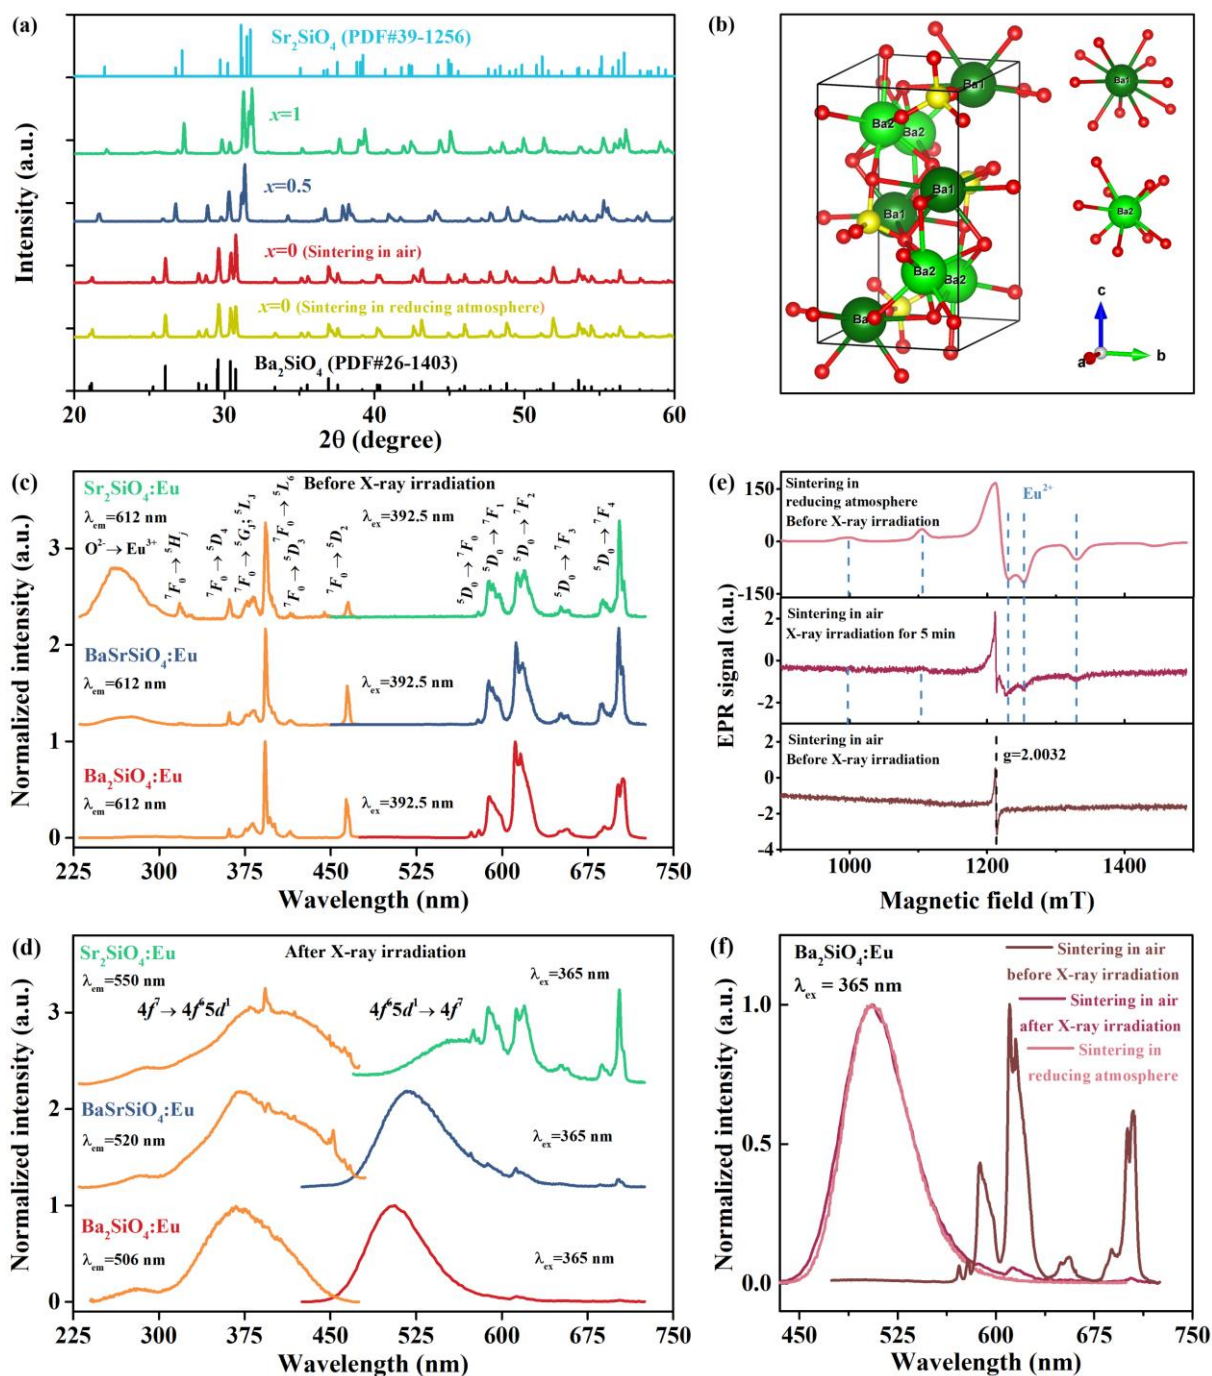 (a)
Sr₂SiO₄ (PDF#39-1256)
x=1
x=0.5
x=0 (Sintering in air)
x=0 (Sintering in reducing atmosphere)
Ba₂SiO₄ (PDF#26-1403)
Intensity (a.u.)
20 30 40 50 60
2θ (degree)
(b)
Ba1
Ba2
Ba2
Ba1
Ba1
Ba2
Ba2
Ba
Ba1
Ba2
c
a
b
(c)
Sr₂SiO₄:Eu
λem=612 nm
O²⁻→Eu³⁺
Before X-ray irradiation
λex=392.5 nm
⁷F₀→⁵HJ
⁷F₀→⁵D₄
⁷F₀→⁵GJ; ⁵LJ
⁷F₀→⁵L₆
⁷F₀→⁵D₃
⁷F₀→⁵D₂
⁵D₀→⁷F₀
⁵D₀→⁷F₁
⁵D₀→⁷F₂
⁵D₀→⁷F₃
⁵D₀→⁷F₄
BaSrSiO₄:Eu
λem=612 nm
λex=392.5 nm
Ba₂SiO₄:Eu
λem=612 nm
λex=392.5 nm
Normalized intensity (a.u.)
3
2
1
0
225 300 375 450 525 600 675 750
Wavelength (nm)
(e)
Sintering in
reducing atmosphere
Before X-ray irradiation
Eu²⁺
150
0
-150
Sintering in air
X-ray irradiation for 5 min
2
0
-2
Sintering in air
Before X-ray irradiation
g=2.0032
2
0
-2
-4
EPR signal (a.u.)
1000 1200 1400
Magnetic field (mT)
(d)
Sr₂SiO₄:Eu
λem=550 nm
After X-ray irradiation
λex=365 nm
4f⁷→4f⁶5d¹
4f⁶5d¹→4f⁷
BaSrSiO₄:Eu
λem=520 nm
λex=365 nm
Ba₂SiO₄:Eu
λem=506 nm
λex=365 nm
Normalized intensity (a.u.)
3
2
1
0
225 300 375 450 525 600 675 750
Wavelength (nm)
(f)
Ba₂SiO₄:Eu
λex = 365 nm
Sintering in air
before X-ray irradiation
Sintering in air
after X-ray irradiation
Sintering in
reducing atmosphere
Normalized intensity (a.u.)
1.0
0.5
0.0
450 525 600 675 750
Wavelength (nm)